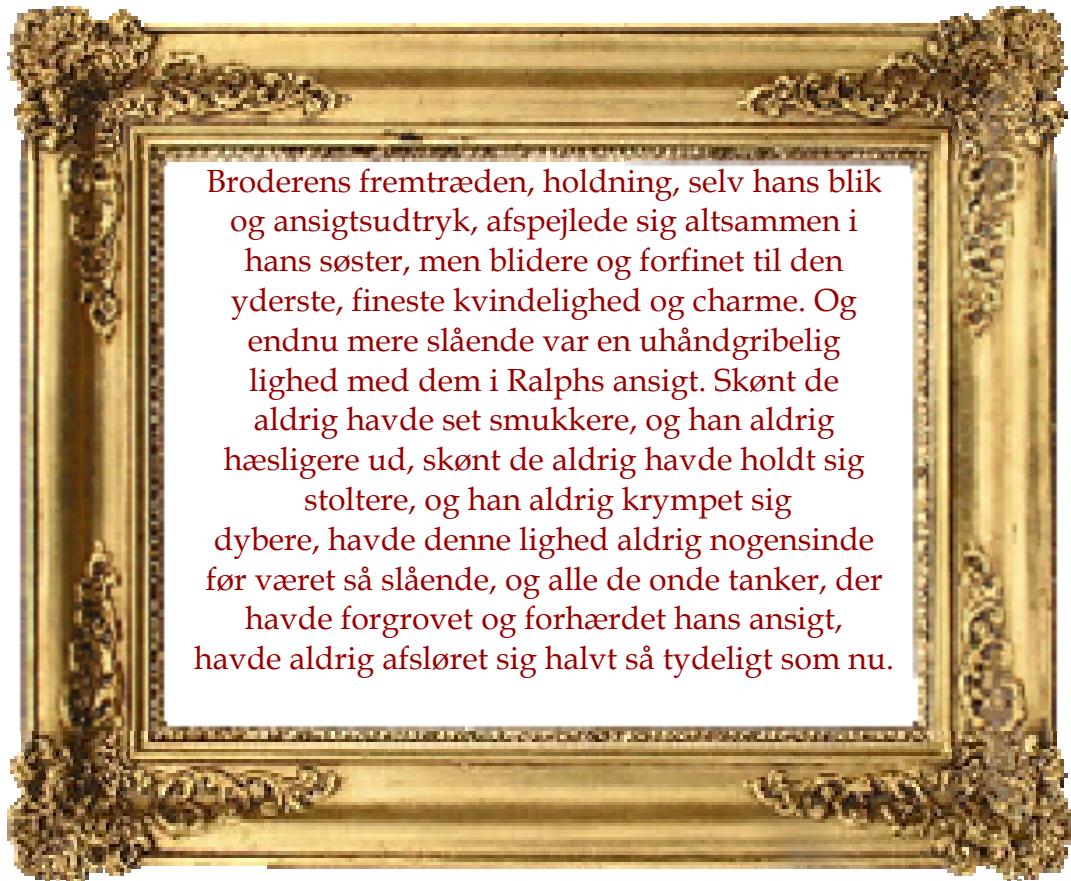 Broderens fremtræden, holdning, selv hans blik
og ansigtsudtryk, afspejlede sig altsammen i
hans søster, men blidere og forfinet til den
yderste, fineste kvindelighed og charme. Og
endnu mere slående var en uhåndgribelig
lighed med dem i Ralphs ansigt. Skønt de
aldrig havde set smukkere, og han aldrig
hæsligere ud, skønt de aldrig havde holdt sig
stoltere, og han aldrig krympet sig
dybere, havde denne lighed aldrig nogensinde
før været så slående, og alle de onde tanker, der
havde forgrovet og forhærdet hans ansigt,
havde aldrig afsløret sig halvt så tydeligt som nu.